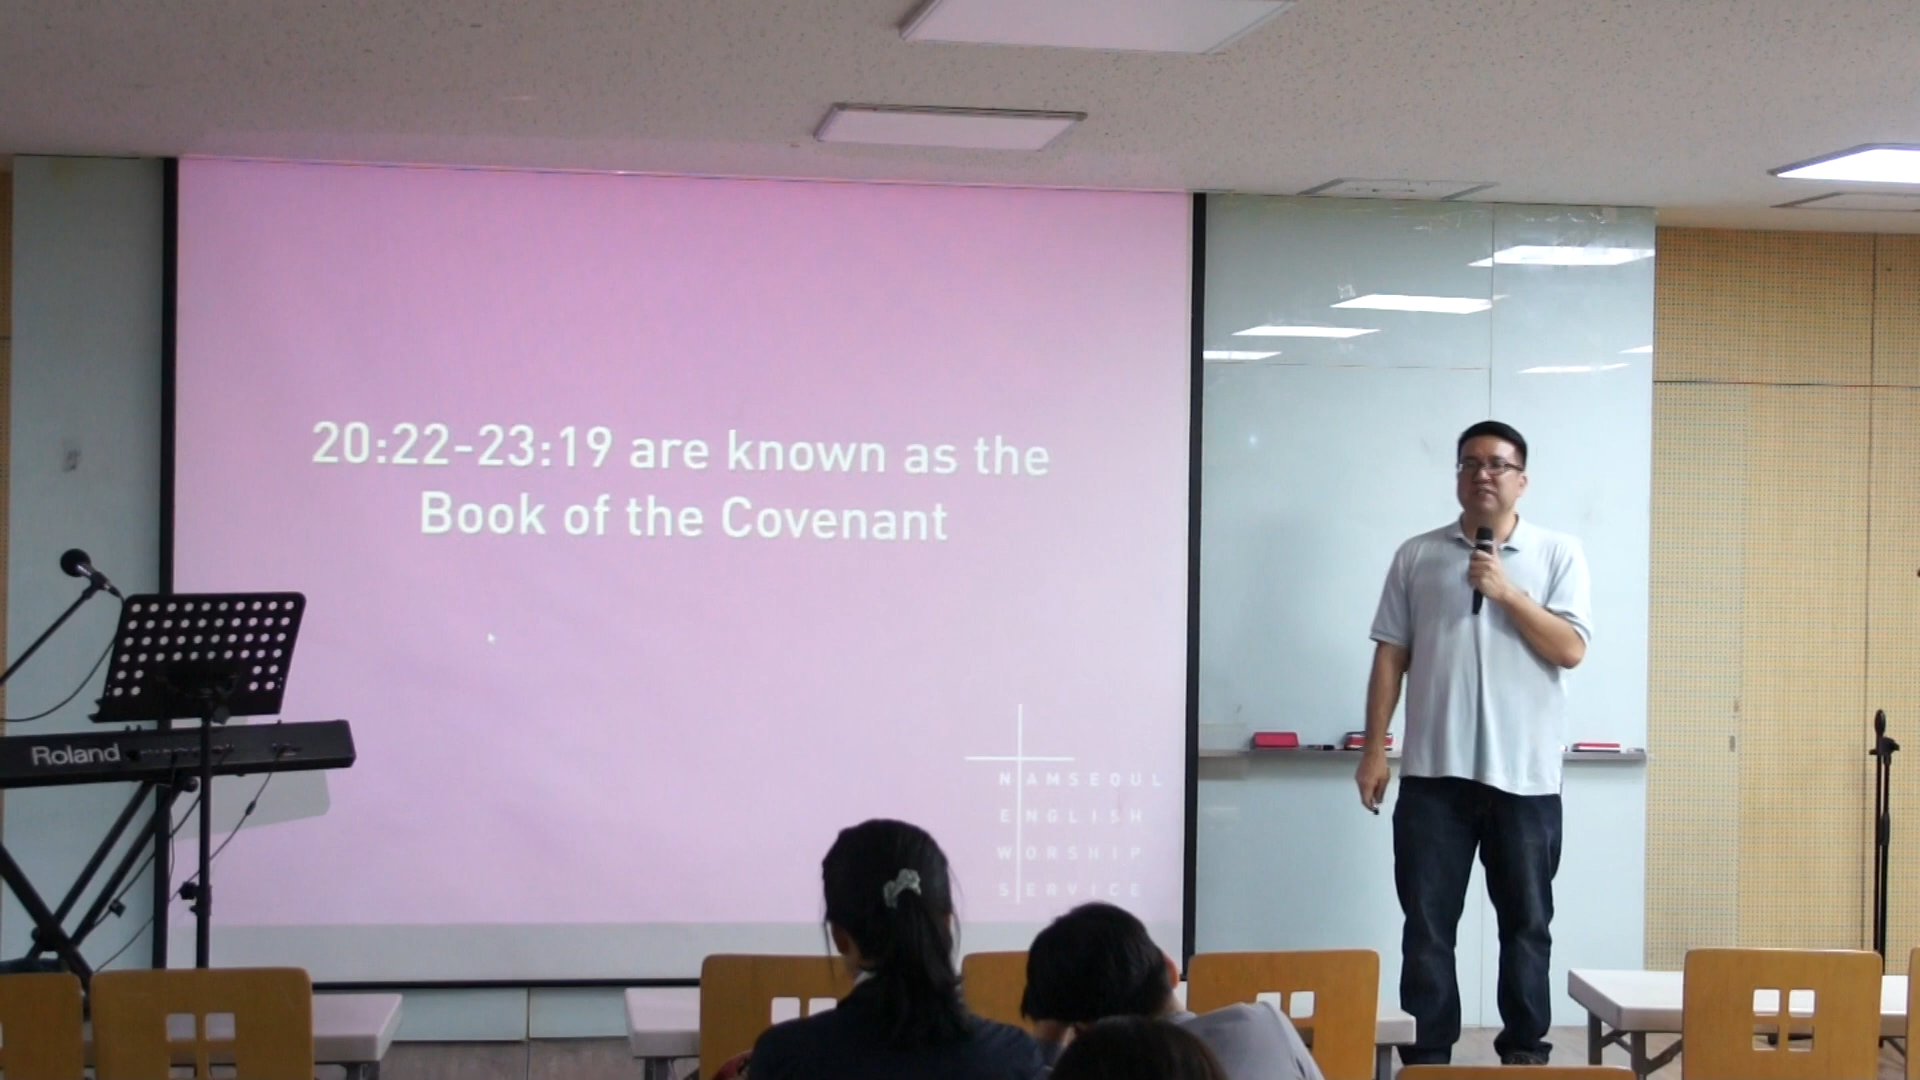 20:22-23:19 are known as the
Book of the Covenant
NAMSEOUL
ENGLISH
WORSHIP
SERVICE
Roland